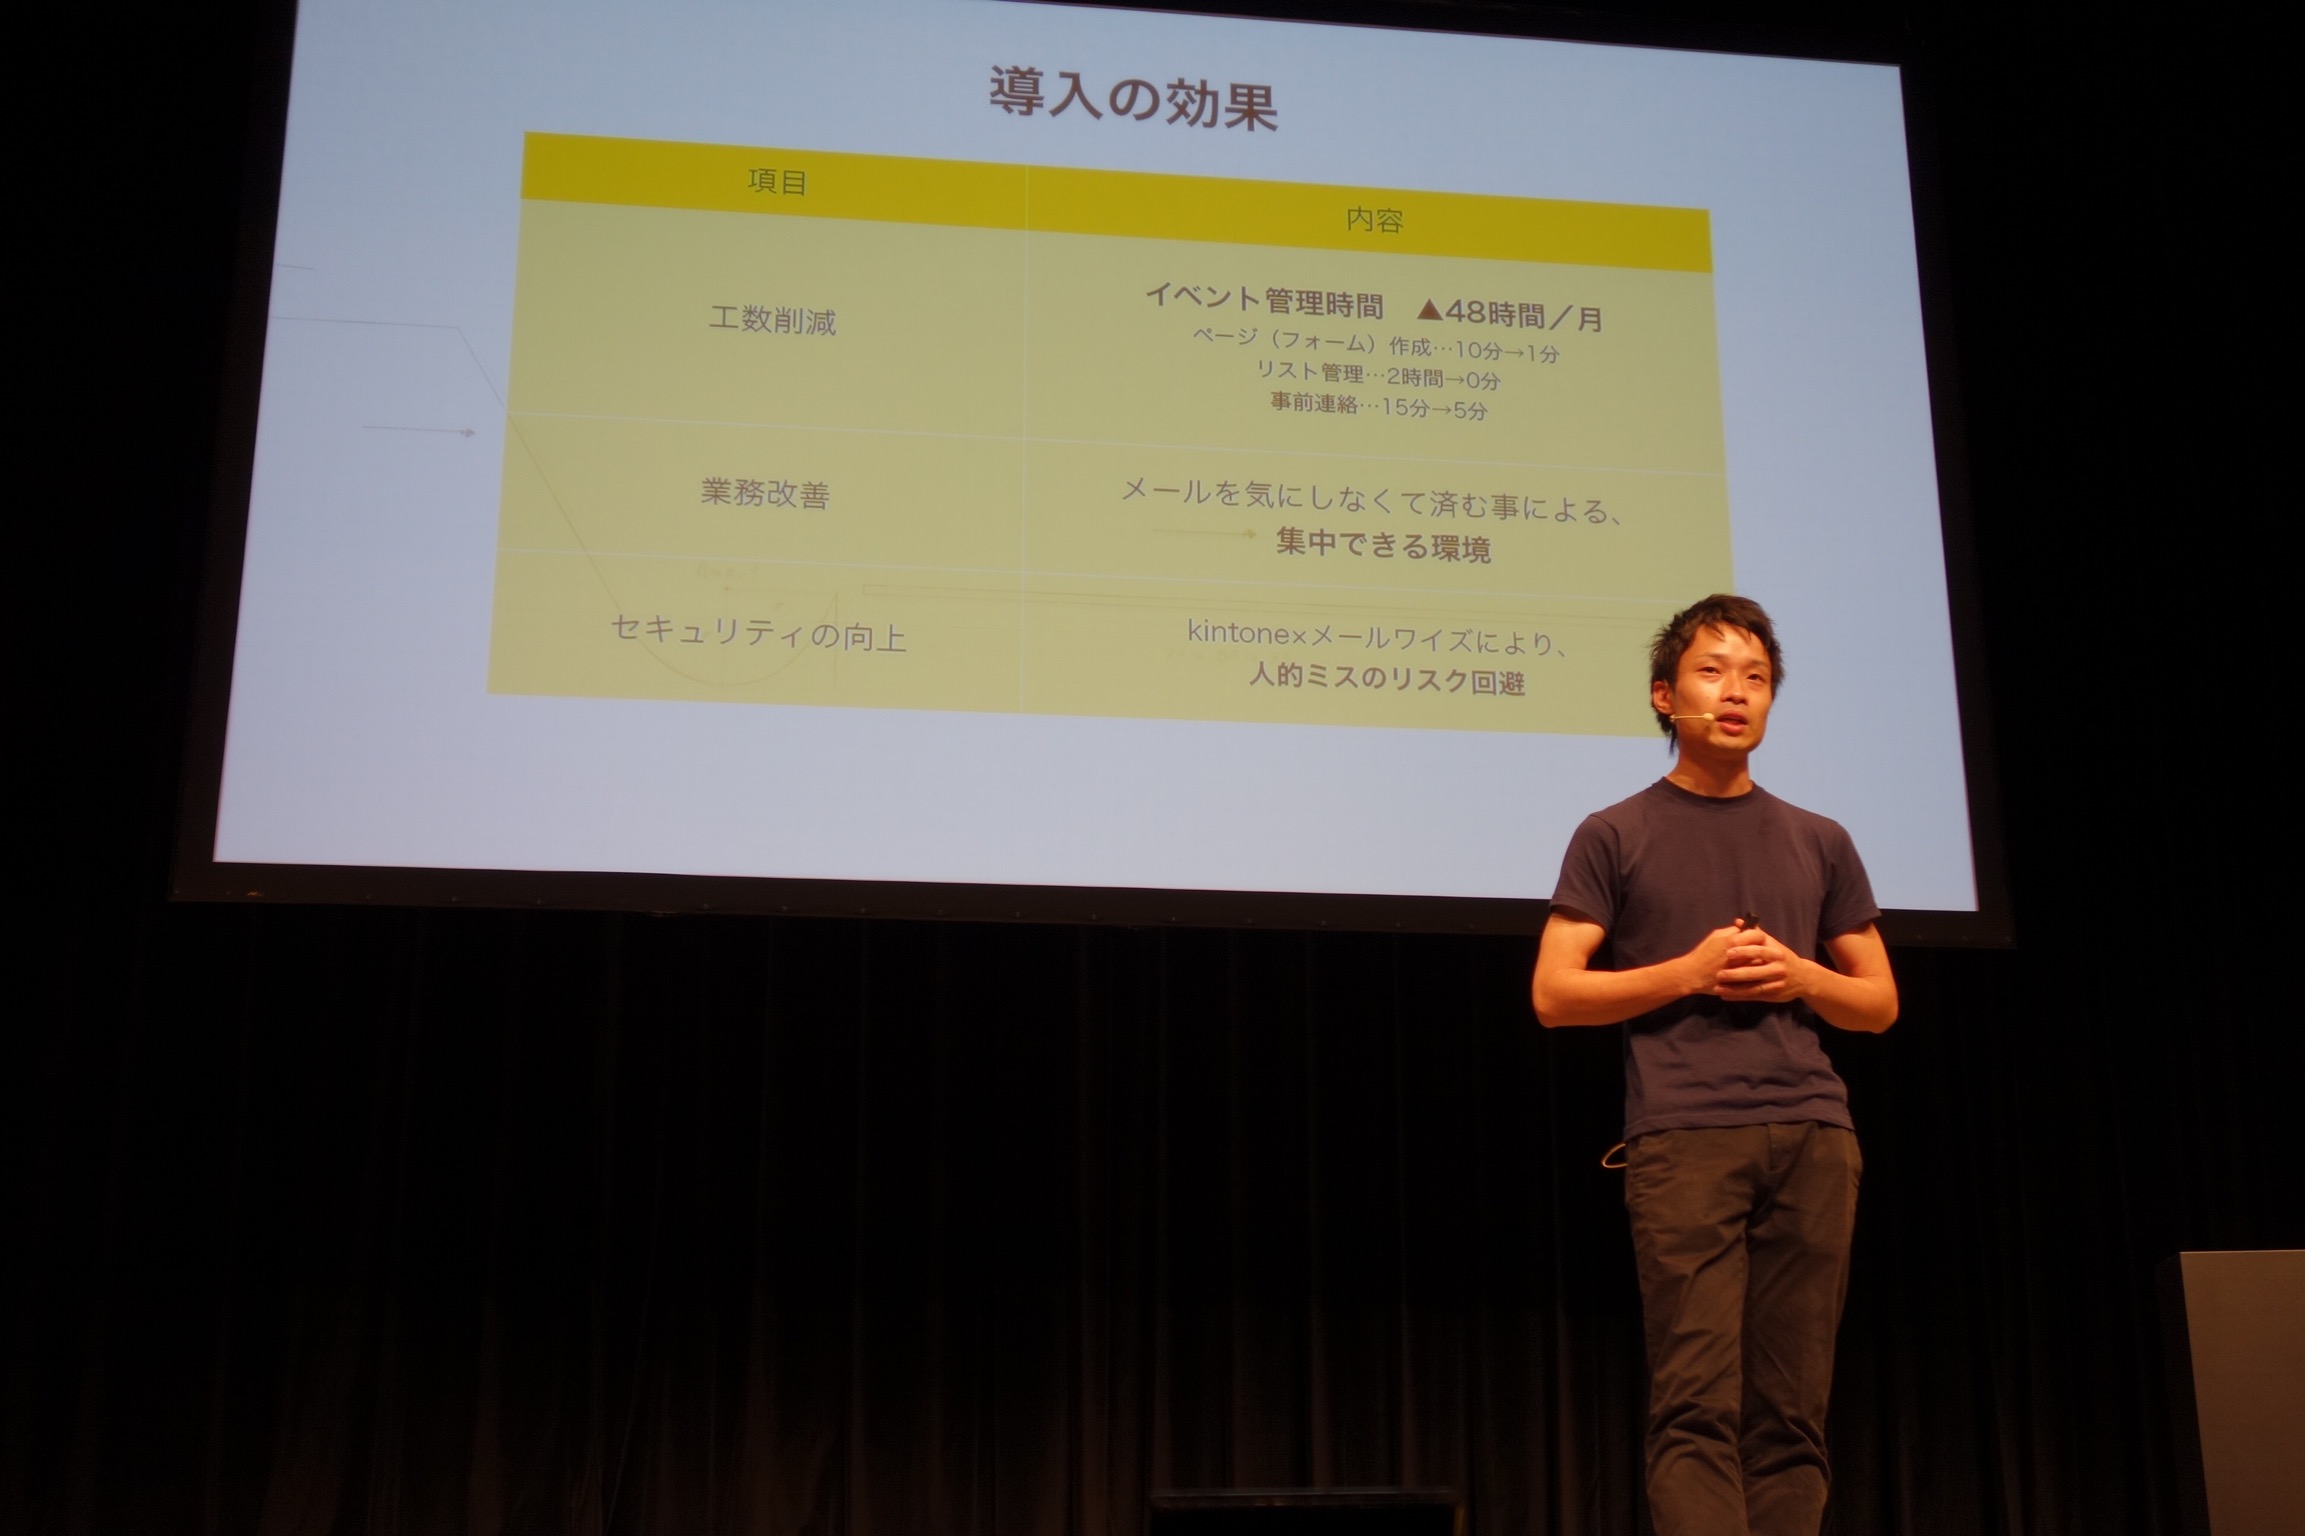 導入の効果
項目
内容
工数削減
イベント管理時間　▲48時間／月
ページ（フォーム）作成…10分→1分
リスト管理…2時間→0分
事前連絡…15分→5分
業務改善
メールを気にしなくて済む事による、
集中できる環境
セキュリティの向上
kintone×メールワイズにより、
人的ミスのリスク回避